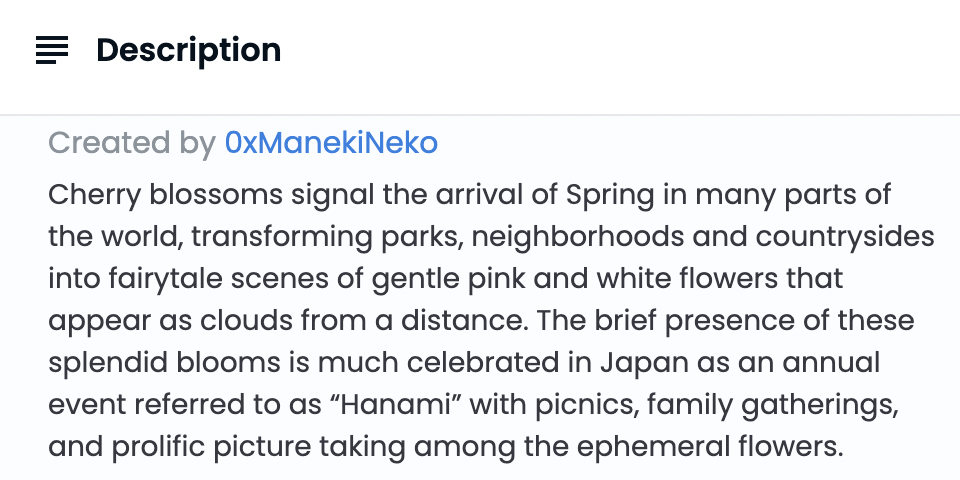 Description
Created by 0xManekiNeko
Cherry blossoms signal the arrival of Spring in many parts of
the world, transforming parks, neighborhoods and countrysides
into fairytale scenes of gentle pink and white flowers that
appear as clouds from a distance. The brief presence of these
splendid blooms is much celebrated in Japan as an annual
event referred to as “Hanami” with picnics, family gatherings,
and prolific picture taking among the ephemeral flowers.